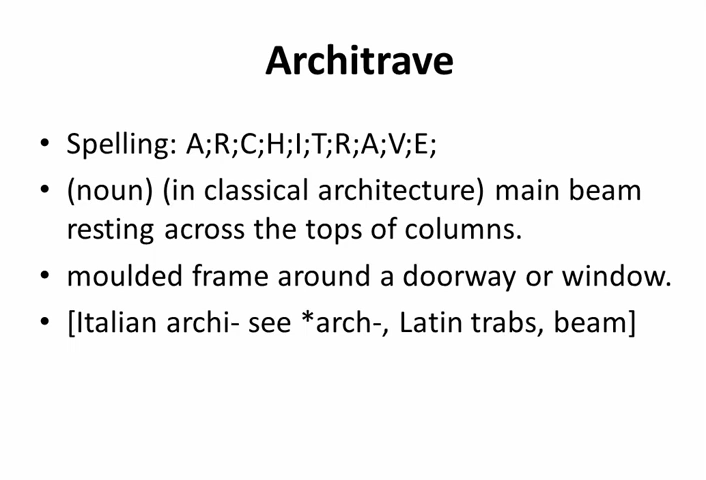 Architrave
• Spelling: A;R;C;H;I;T;R;A;V;E;
• (noun) (in classical architecture) main beam
resting across the tops of columns.
• moulded frame around a doorway or window.
• [Italian archi- see *arch-, Latin trabs, beam]